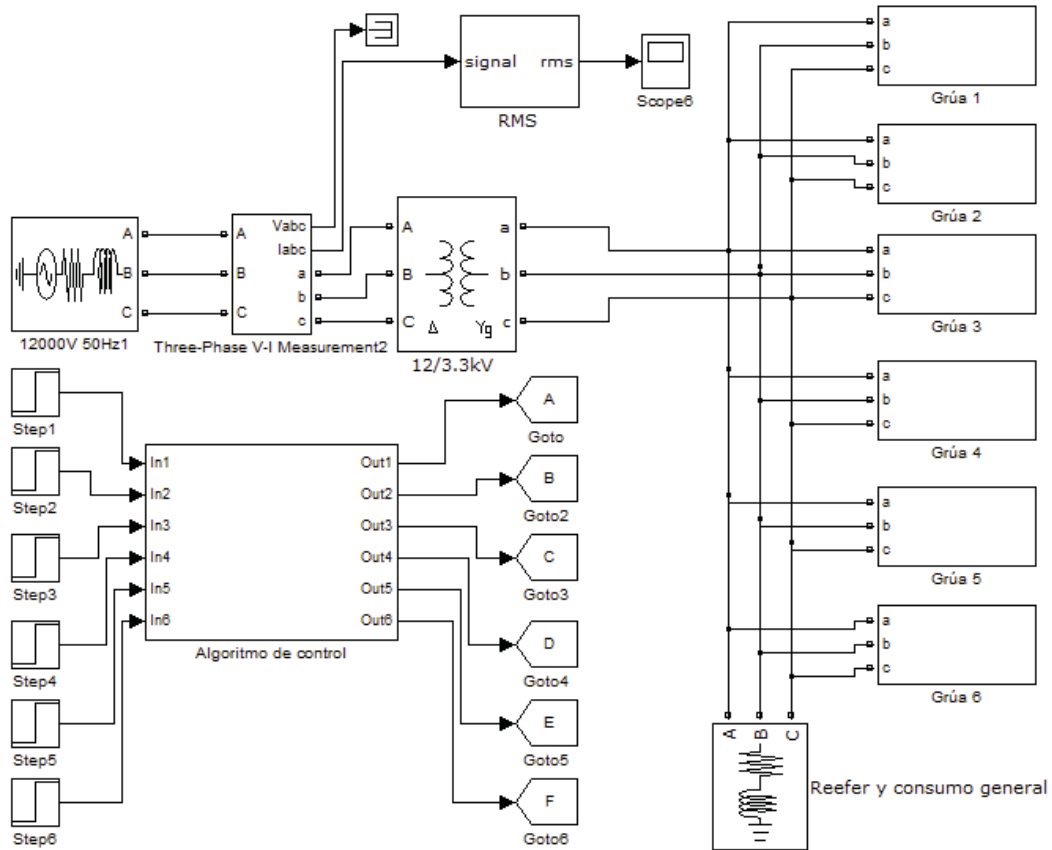 signal rms
RMS
Scope6
a
b
c
Grúa 1
a
b
c
Grúa 2
a
b
c
Grúa 3
a
b
c
Grúa 4
a
b
c
Grúa 5
a
b
c
Grúa 6
A
B
C
12000V 50Hz1
A
B
C
Vabc
Iabc
a
b
c
Three-Phase V-I Measurement2
A
B
C
a
b
c
Δ Yg
12/3.3kV
Step1
Step2
Step3
Step4
Step5
Step6
In1
In2
In3
In4
In5
In6
Out1
Out2
Out3
Out4
Out5
Out6
Algoritmo de control
A
Goto
B
Goto2
C
Goto3
D
Goto4
E
Goto5
F
Goto6
A B C
Reefer y consumo general